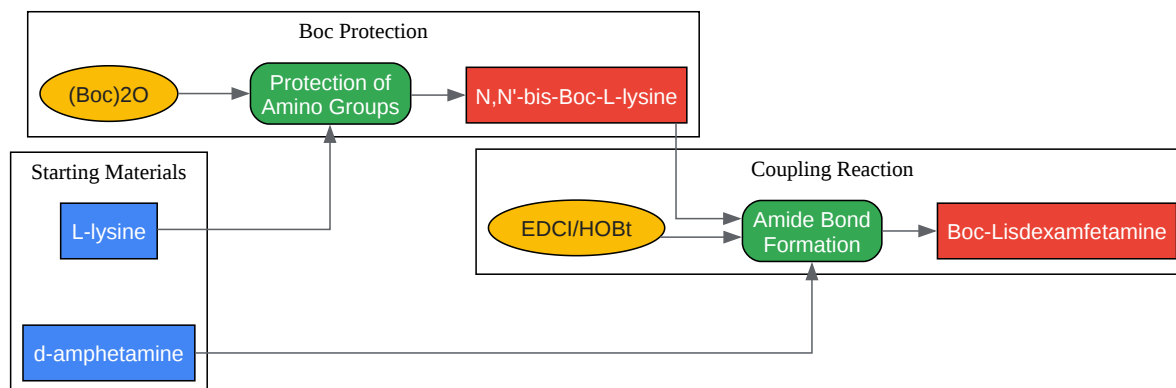 Boc Protection
(Boc)2O
Protection of
Amino Groups
N,N'-bis-Boc-L-lysine
Starting Materials
L-lysine
d-amphetamine
Coupling Reaction
EDCI/HOBt
Amide Bond
Formation
Boc-Lisdexamfetamine